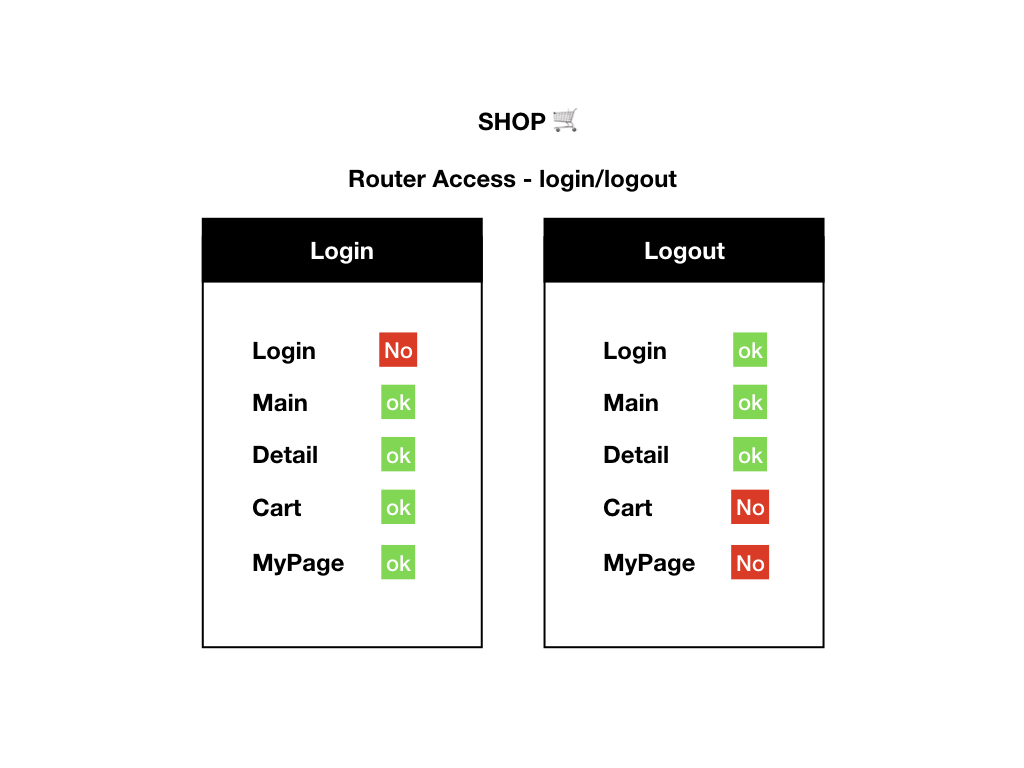 SHOP 🛒
Router Access - login/logout
Login
Login No
Main ok
Detail ok
Cart ok
MyPage ok
Logout
Login ok
Main ok
Detail ok
Cart No
MyPage No